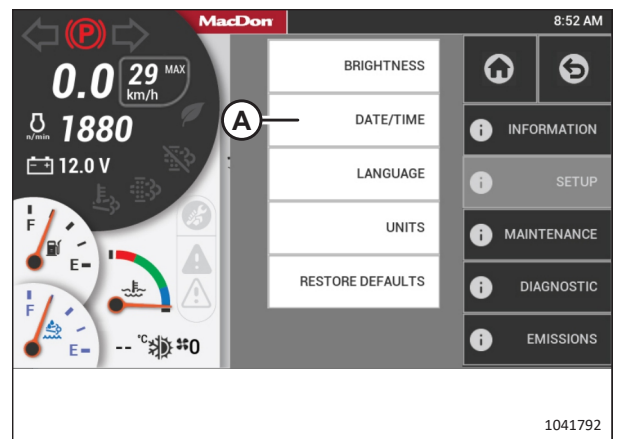 MacDon
8:52 AM
P
0.0 29 MAX
km/h
n/min 1880
12.0 V
F
E
F
E
-- °C 0
A
BRIGHTNESS
DATE/TIME
LANGUAGE
UNITS
RESTORE DEFAULTS
i INFORMATION
i SETUP
i MAINTENANCE
i DIAGNOSTIC
i EMISSIONS
1041792